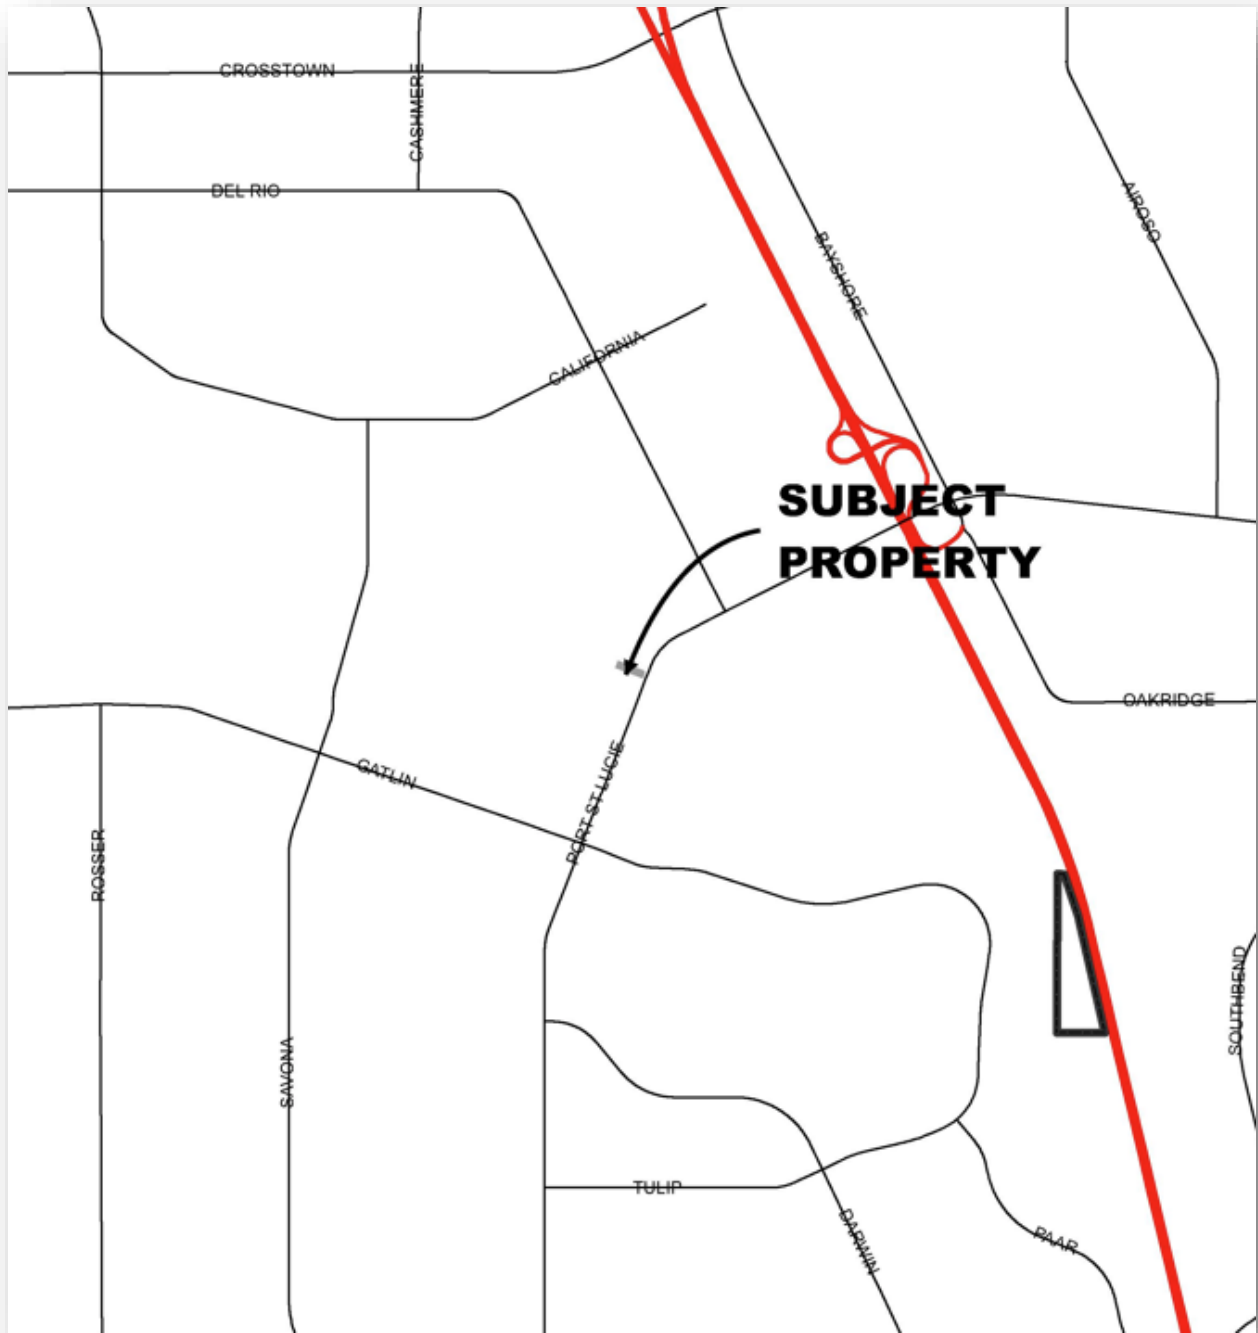 CROSSTOWN
CASHMERE
DEL RIO
AIROSO
BAYSHORE
CALIFORNIA
SUBJECT
PROPERTY
OAKRIDGE
GATLIN
PORT ST LUCIE
ROSSER
SOUTHBEND
SAVONA
TULIP
DARWIN
PAAR